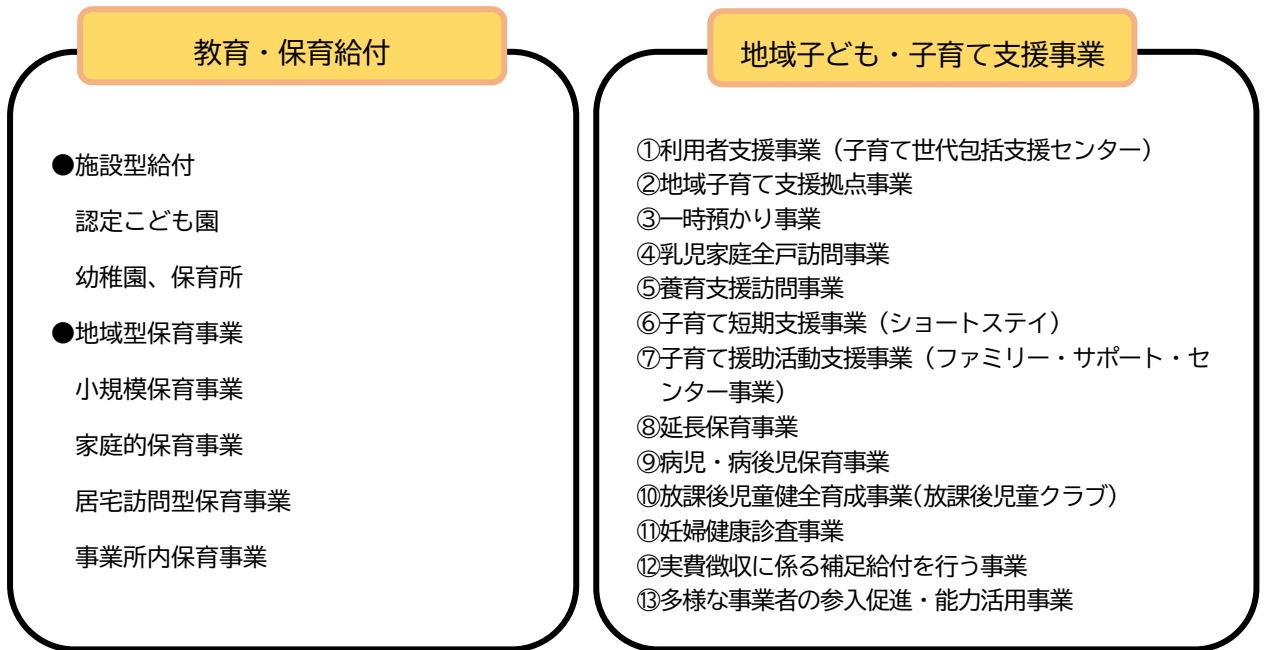 教育・保育給付
●施設型給付
認定こども園
幼稚園、保育所
●地域型保育事業
小規模保育事業
家庭的保育事業
居宅訪問型保育事業
事業所内保育事業
地域子ども・子育て支援事業
①利用者支援事業（子育て世代包括支援センター）
②地域子育て支援拠点事業
③一時預かり事業
④乳児家庭全戸訪問事業
⑤養育支援訪問事業
⑥子育て短期支援事業（ショートステイ）
⑦子育て援助活動支援事業（ファミリー・サポート・セ
ンター事業）
⑧延長保育事業
⑨病児・病後児保育事業
⑩放課後児童健全育成事業(放課後児童クラブ）
⑪妊婦健康診査事業
⑫実費徴収に係る補足給付を行う事業
⑬多様な事業者の参入促進・能力活用事業